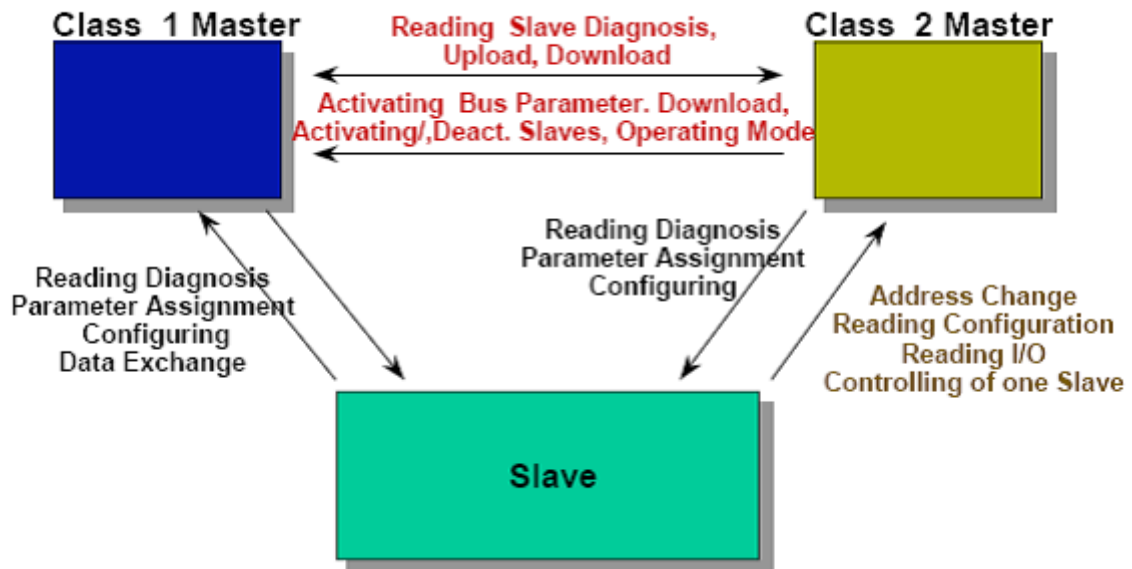 Class 1 Master
Class 2 Master
Reading Slave Diagnosis,
Upload, Download
Activating Bus Parameter. Download,
Activating/,Deact. Slaves, Operating Mode
Reading Diagnosis
Parameter Assignment
Configuring
Data Exchange
Reading Diagnosis
Parameter Assignment
Configuring
Address Change
Reading Configuration
Reading I/O
Controlling of one Slave
Slave